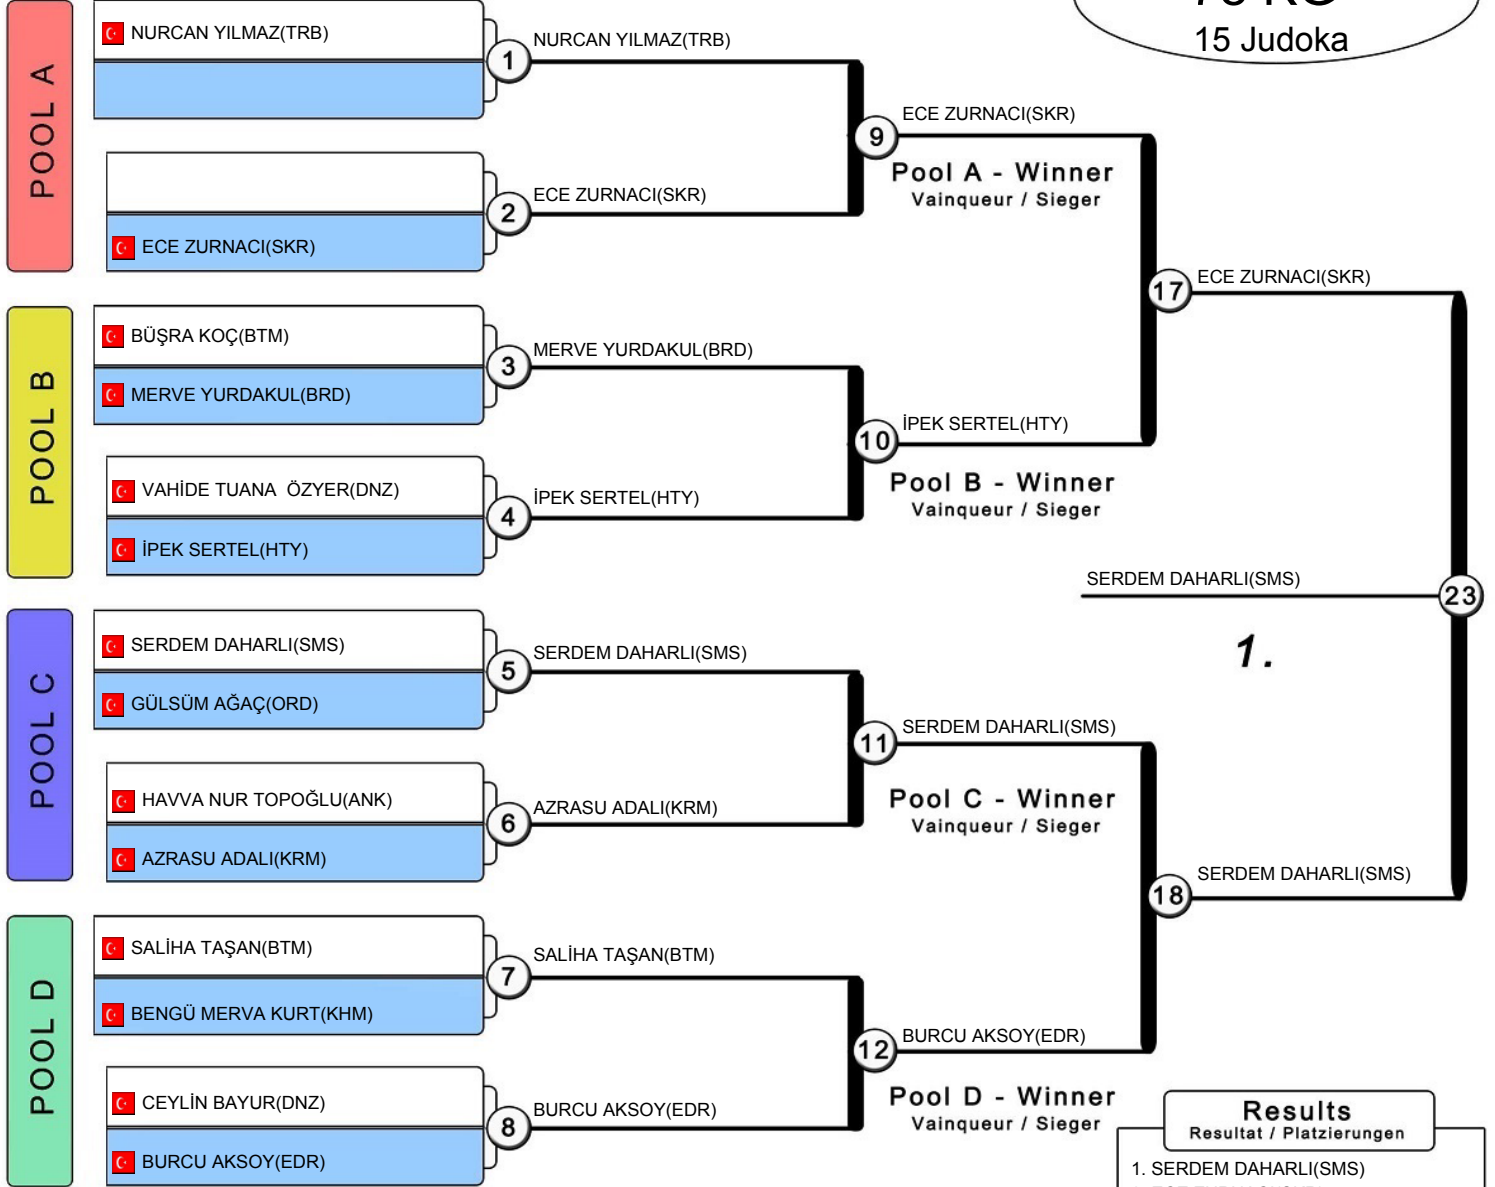 15 Judoka
POOL A
NURCAN YILMAZ(TRB)
1
NURCAN YILMAZ(TRB)
ECE ZURNACI(SKR)
2
ECE ZURNACI(SKR)
9
ECE ZURNACI(SKR)
Pool A - Winner
Vainqueur / Sieger
POOL B
BÜŞRA KOÇ(BTM)
MERVE YURDAKUL(BRD)
3
MERVE YURDAKUL(BRD)
VAHİDE TUANA  ÖZYER(DNZ)
İPEK SERTEL(HTY)
4
İPEK SERTEL(HTY)
10
İPEK SERTEL(HTY)
Pool B - Winner
Vainqueur / Sieger
17
ECE ZURNACI(SKR)
POOL C
SERDEM DAHARLI(SMS)
GÜLSÜM AĞAÇ(ORD)
5
SERDEM DAHARLI(SMS)
HAVVA NUR TOPOĞLU(ANK)
AZRASU ADALI(KRM)
6
AZRASU ADALI(KRM)
11
SERDEM DAHARLI(SMS)
Pool C - Winner
Vainqueur / Sieger
POOL D
SALİHA TAŞAN(BTM)
BENGÜ MERVA KURT(KHM)
7
SALİHA TAŞAN(BTM)
CEYLİN BAYUR(DNZ)
BURCU AKSOY(EDR)
8
BURCU AKSOY(EDR)
12
BURCU AKSOY(EDR)
Pool D - Winner
Vainqueur / Sieger
18
SERDEM DAHARLI(SMS)
SERDEM DAHARLI(SMS)
23
1.
Results
Resultat / Platzierungen
1. SERDEM DAHARLI(SMS)